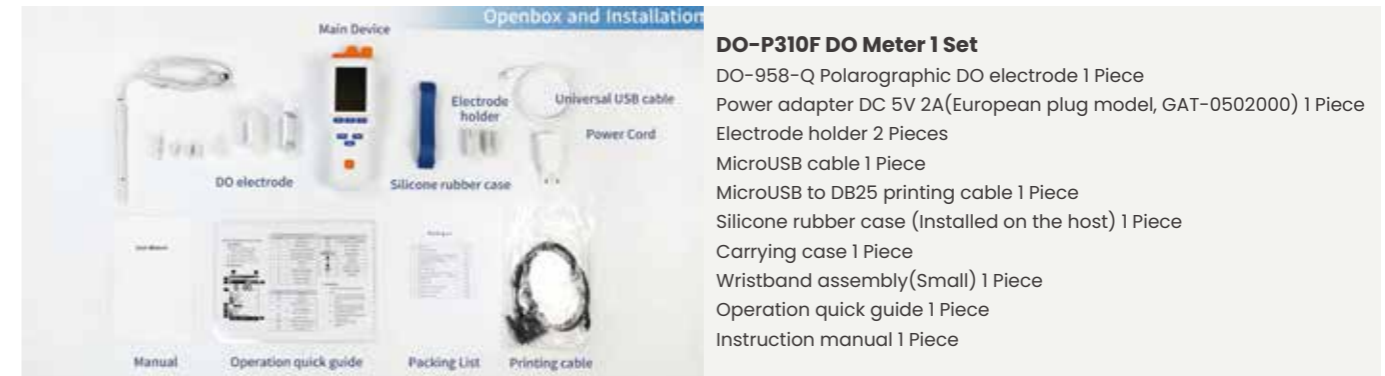 Openbox and Installation
Main Device
Electrode
holder
Universal USB cable
Power Cord
DO electrode
Silicone rubber case
Manual
Operation quick guide
Packing List
Printing cable
DO-P310F DO Meter 1 Set
DO-958-Q Polarographic DO electrode 1 Piece
Power adapter DC 5V 2A(European plug model, GAT-0502000) 1 Piece
Electrode holder 2 Pieces
MicroUSB cable 1 Piece
MicroUSB to DB25 printing cable 1 Piece
Silicone rubber case (Installed on the host) 1 Piece
Carrying case 1 Piece
Wristband assembly(Small) 1 Piece
Operation quick guide 1 Piece
Instruction manual 1 Piece